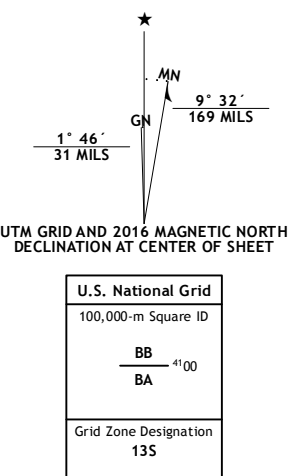 MN
GN
9° 32´
169 MILS
1° 46´
31 MILS
UTM GRID AND 2016 MAGNETIC NORTH
DECLINATION AT CENTER OF SHEET
U.S. National Grid
100,000-m Square ID
BB
4100
BA
Grid Zone Designation
13S